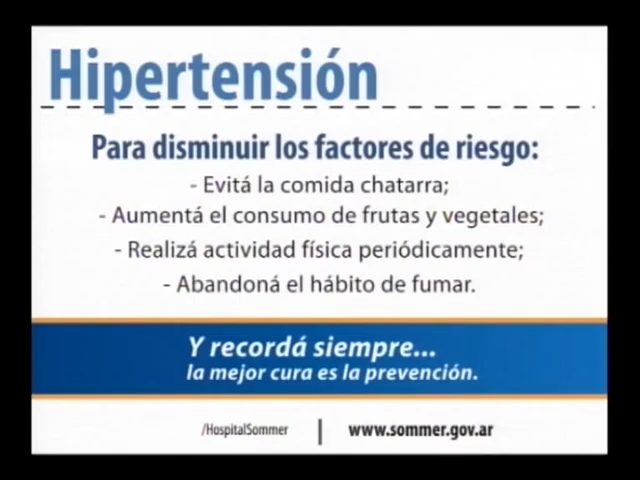 Hipertensión
Para disminuir los factores de riesgo:
- Evitá la comida chatarra;
- Aumentá el consumo de frutas y vegetales;
- Realizá actividad física periódicamente;
- Abandoná el hábito de fumar.
Y recordá siempre...
la mejor cura es la prevención.
/HospitalSommer | www.sommer.gov.ar